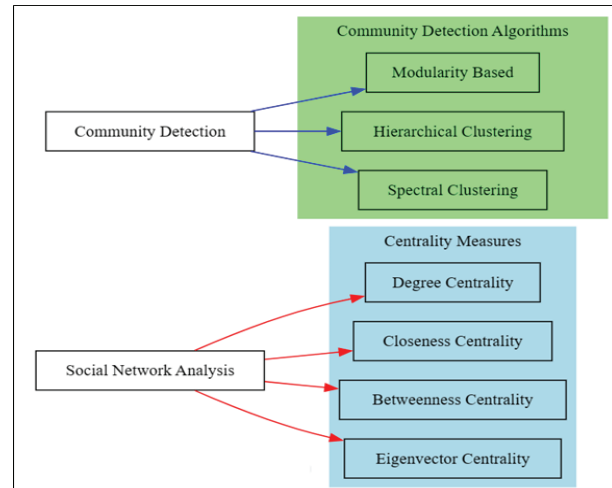 Community Detection Algorithms
Modularity Based
Community Detection
Hierarchical Clustering
Spectral Clustering
Centrality Measures
Degree Centrality
Closeness Centrality
Social Network Analysis
Betweenness Centrality
Eigenvector Centrality